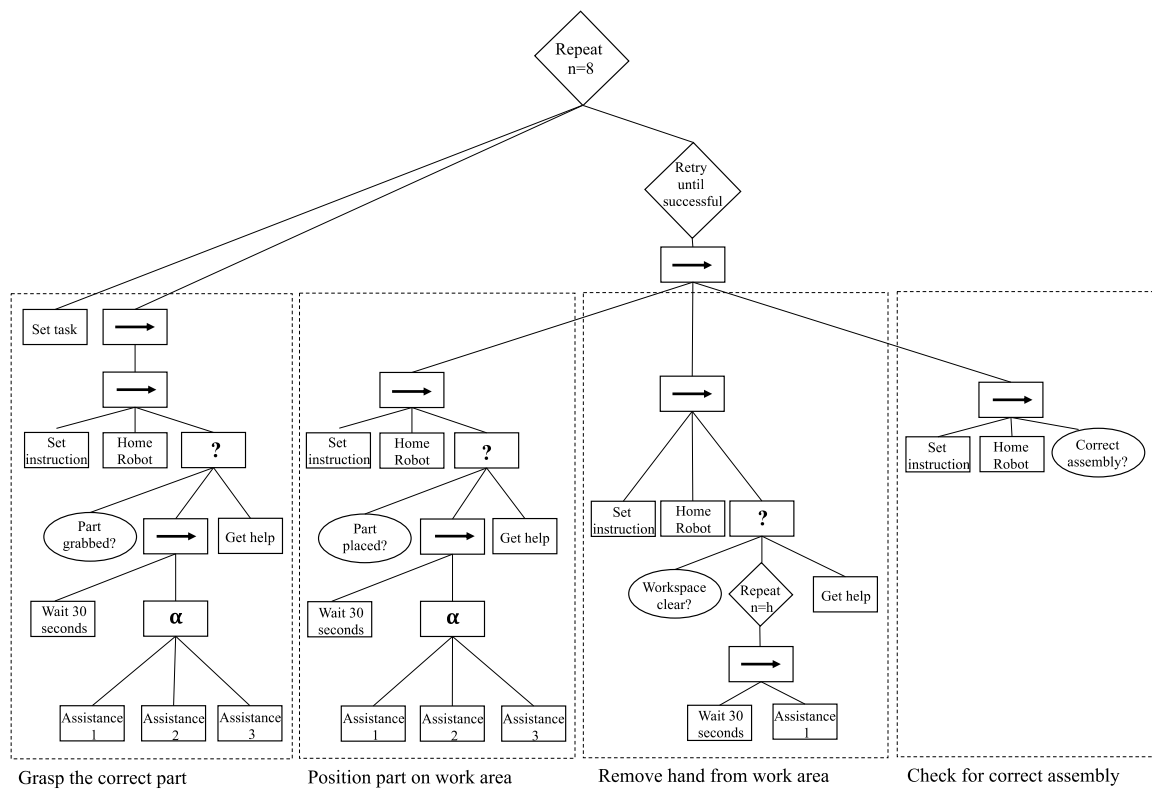 Repeat
n=8
Retry
until
successful
Set task
Set
instruction
Home
Robot
?
Part
grabbed?
Get help
Wait 30
seconds
α
Assistance
1
Assistance
2
Assistance
3
Grasp the correct part
Set
instruction
Home
Robot
?
Part
placed?
Get help
Wait 30
seconds
α
Assistance
1
Assistance
2
Assistance
3
Position part on work area
Set
instruction
Home
Robot
?
Workspace
clear?
Repeat
n=h
Get help
Wait 30
seconds
Assistance
1
Remove hand from work area
Set
instruction
Home
Robot
Correct
assembly?
Check for correct assembly